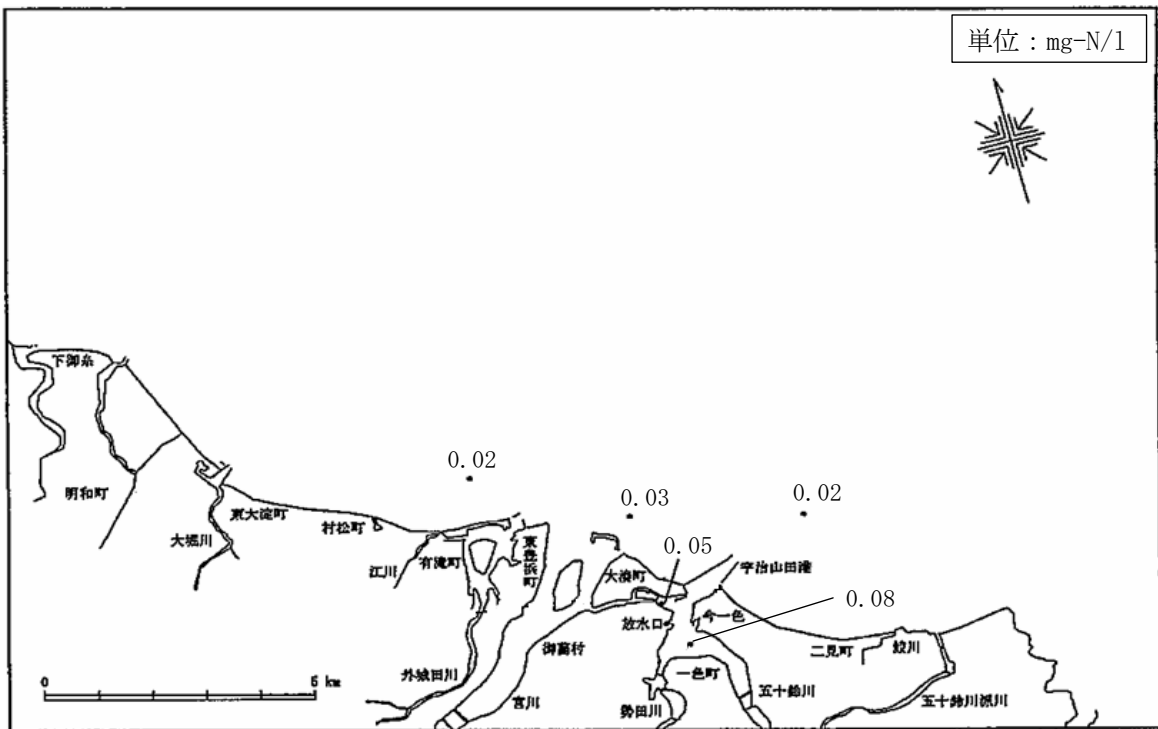 単位：mg-N/l
下御糸
0.02
0.02
明和町
0.03
東大淀町
村松町
大堀川
江川
有滝町
東豊浜町
大湊町
0.05
宇治山田港
放水口
今一色
0.08
御薗村
二見町
鮫川
外城田川
一色町
宮川
五十鈴川
五十鈴川派川
勢田川
0
5 km